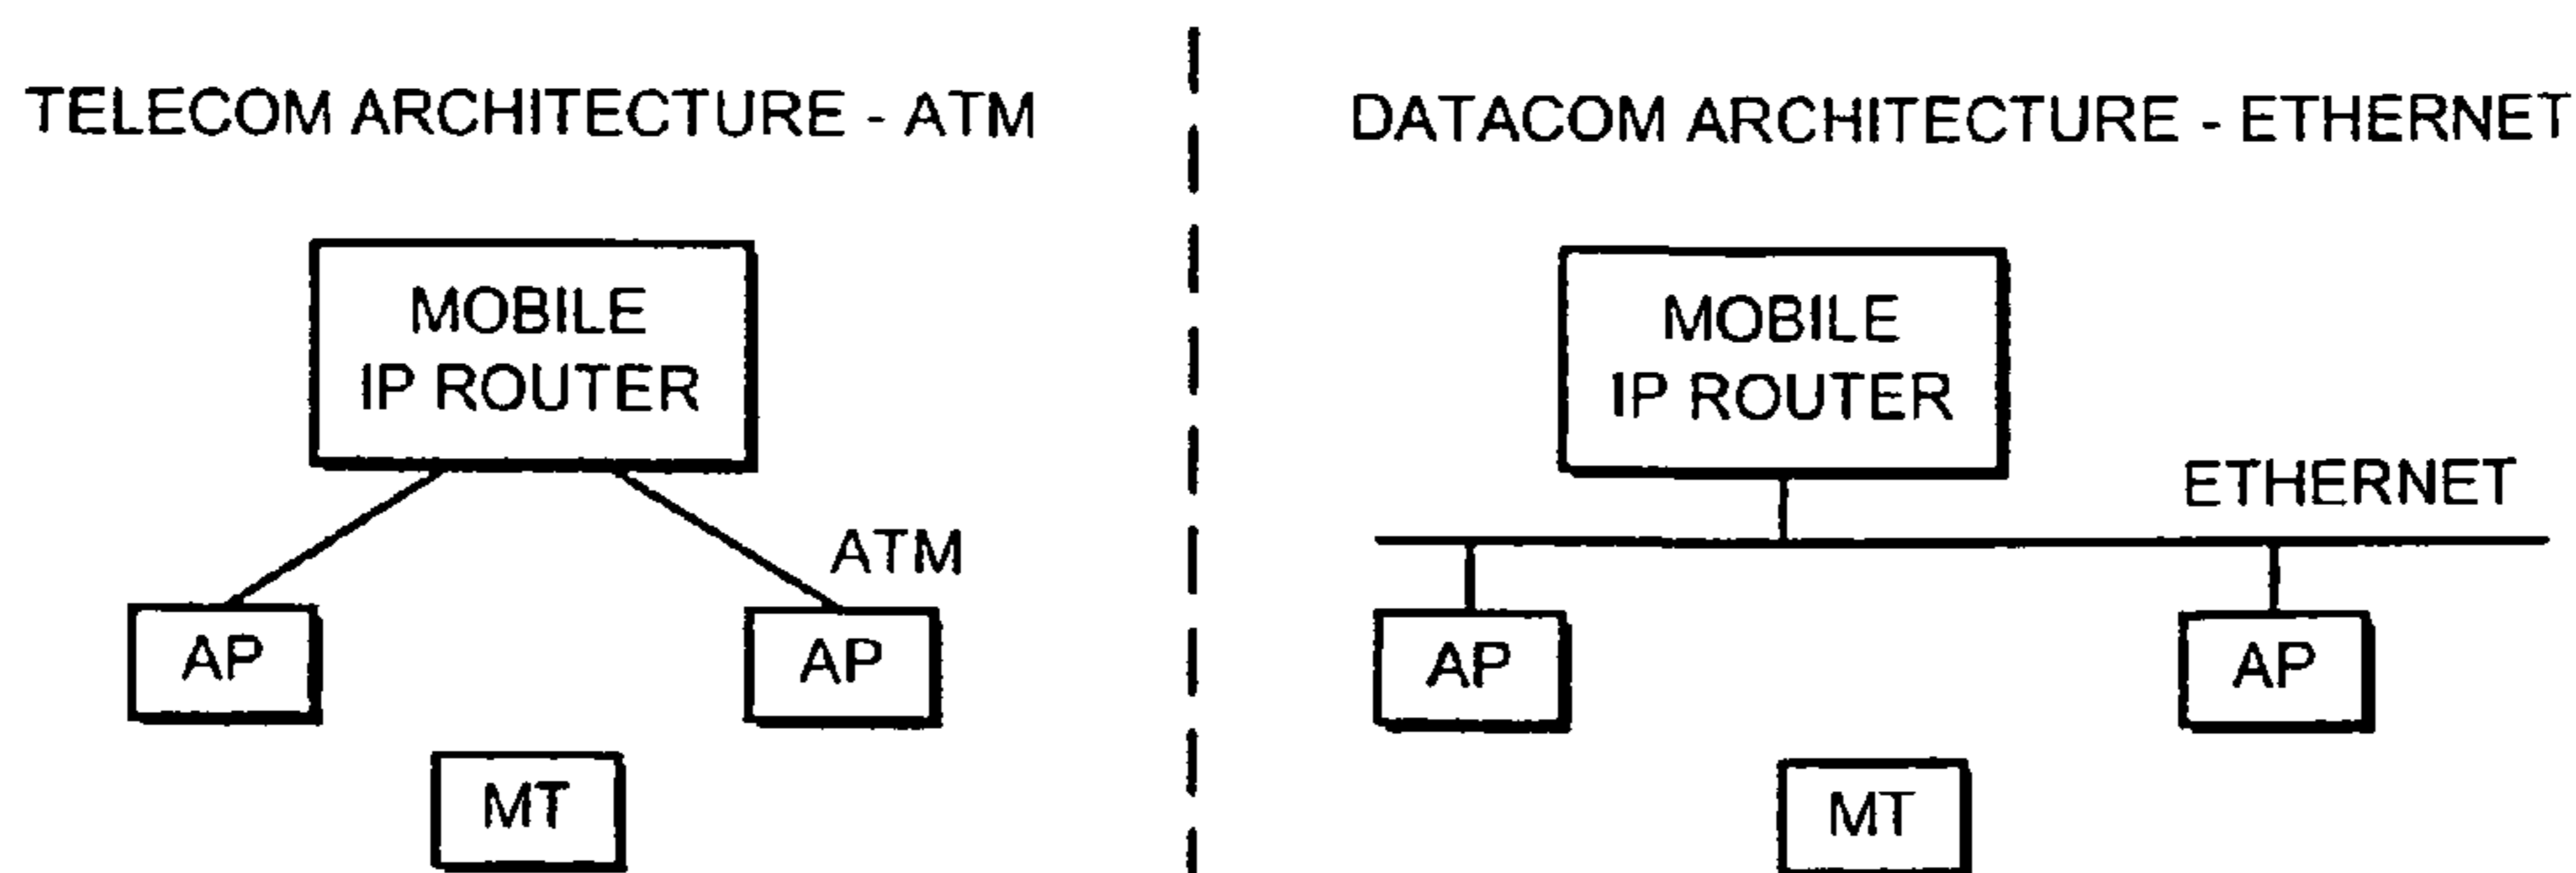 TELECOM ARCHITECTURE - ATM
MOBILE
IP ROUTER
ATM
AP
AP
MT
DATACOM ARCHITECTURE - ETHERNET
MOBILE
IP ROUTER
ETHERNET
AP
AP
MT